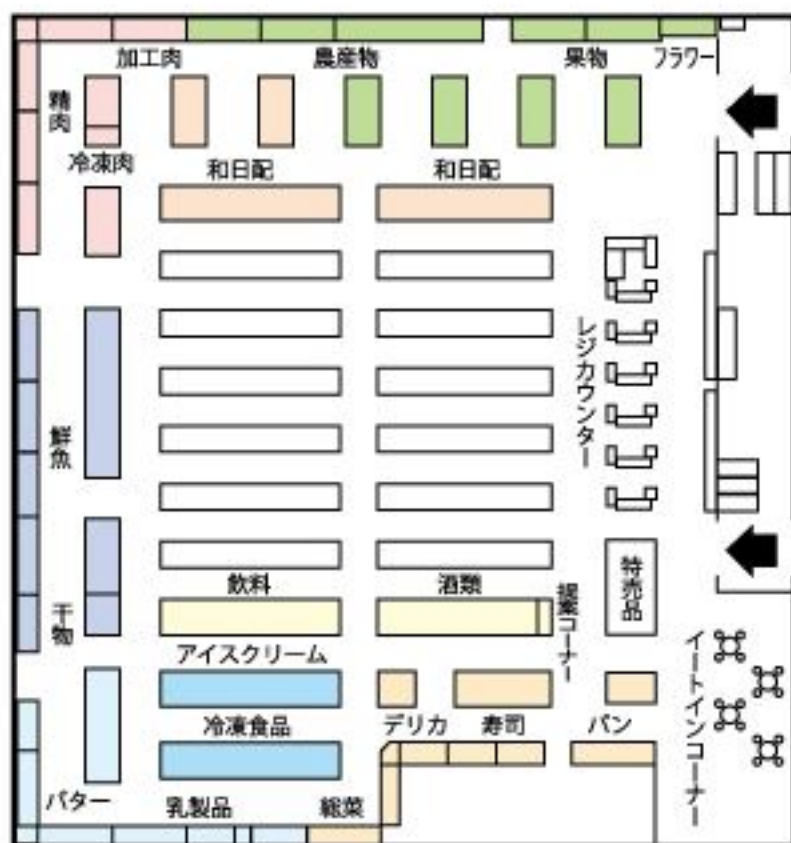 加工肉
農産物
果物
フラワー
精肉
冷凍肉
和日配
和日配
レジカウンター
鮮魚
干物
飲料
酒類
提案コーナー
特売品
アイスクリーム
イートインコーナー
冷凍食品
デリカ
寿司
パン
バター
乳製品
総菜